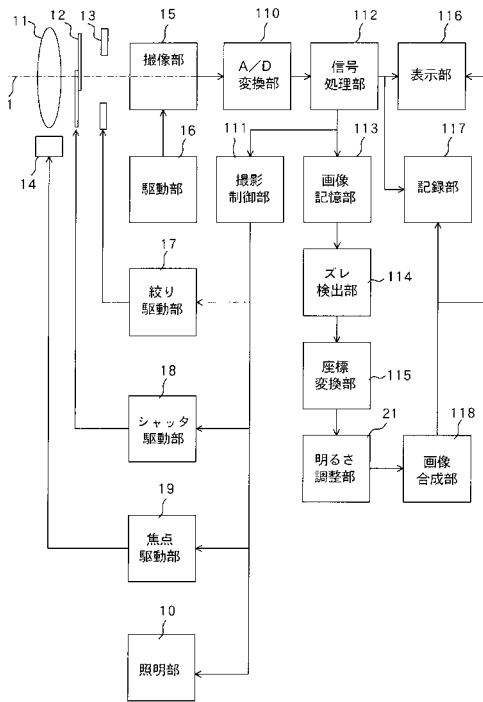 11
12
13
15
110
112
116
撮像部
A/D
変換部
信号
処理部
表示部
1
14
16
111
113
117
駆動部
撮影
制御部
画像
記憶部
記録部
17
絞り
駆動部
ズレ
検出部
114
18
シャッタ
駆動部
座標
変換部
115
21
118
明るさ
調整部
画像
合成部
19
焦点
駆動部
10
照明部